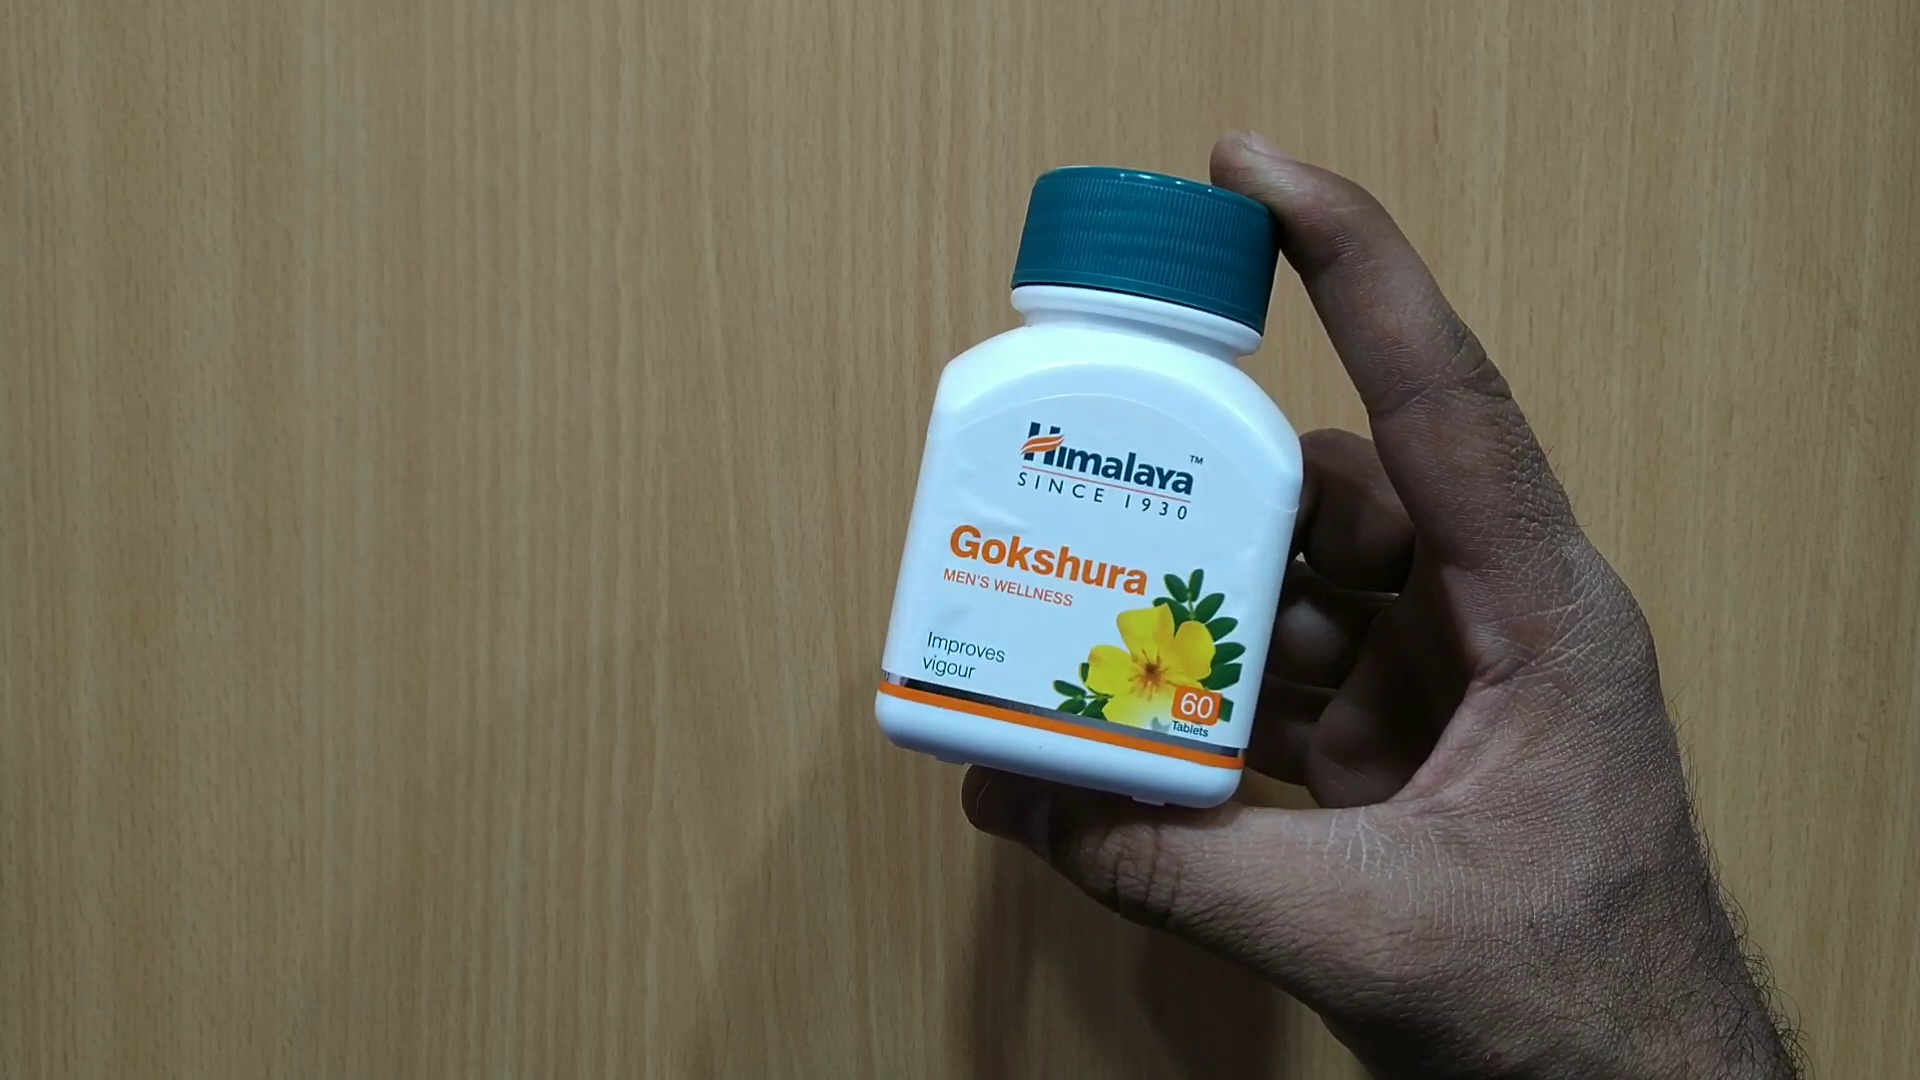 Himalaya™
SINCE 1930
Gokshura
MEN'S WELLNESS
Improves
vigour
60
Tablets